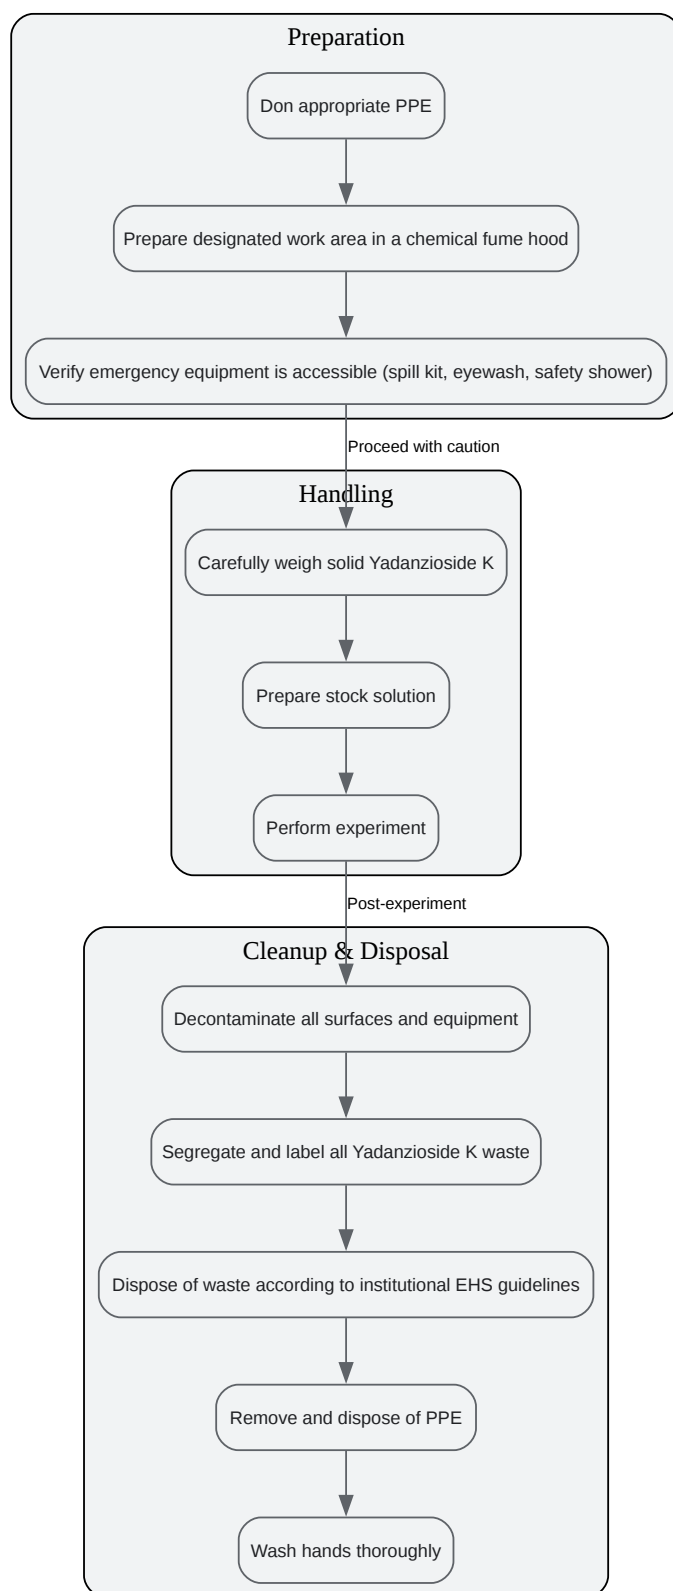 Preparation
Don appropriate PPE
Prepare designated work area in a chemical fume hood
Verify emergency equipment is accessible (spill kit, eyewash, safety shower)
Proceed with caution
Handling
Carefully weigh solid Yadanzioside K
Prepare stock solution
Perform experiment
Post-experiment
Cleanup & Disposal
Decontaminate all surfaces and equipment
Segregate and label all Yadanzioside K waste
Dispose of waste according to institutional EHS guidelines
Remove and dispose of PPE
Wash hands thoroughly